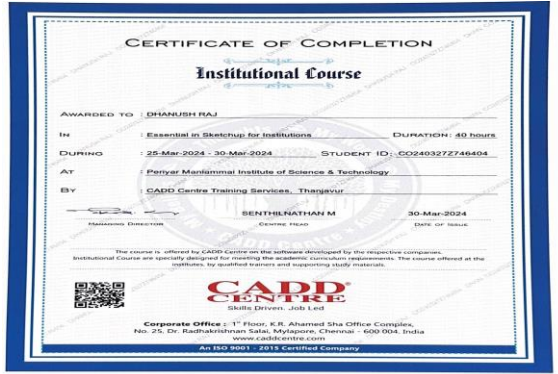 CERTIFICATE OF COMPLETION
Institutional Course
AWARDED TO : DHANUSH RAJ
IN : Essential in Sketchup for Institutions DURATION: 40 hours
DURING : 25-Mar-2024 - 30-Mar-2024 STUDENT ID: CO240327Z746404
AT : Periyar Maniammai Institute of Science & Technology
BY : CADD Centre Training Services, Thanjavur
SENTHILNATHAN M 30-Mar-2024
MANAGING DIRECTOR CENTRE HEAD DATE OF ISSUE
The course is offered by CADD Centre on the software developed by the respective companies.
Institutional Course are specially designed for meeting the academic curriculum requirements. The course offered at the
institutes, by qualified trainers and supporting study materials.
CADD
CENTRE
Skills Driven. Job Led
Corporate Office : 1st Floor, K.R. Ahamed Sha Office Complex,
No. 25, Dr. Radhakrishnan Salai, Mylapore, Chennai - 600 004. India
www.caddcentre.com
An ISO 9001 - 2015 Certified Company